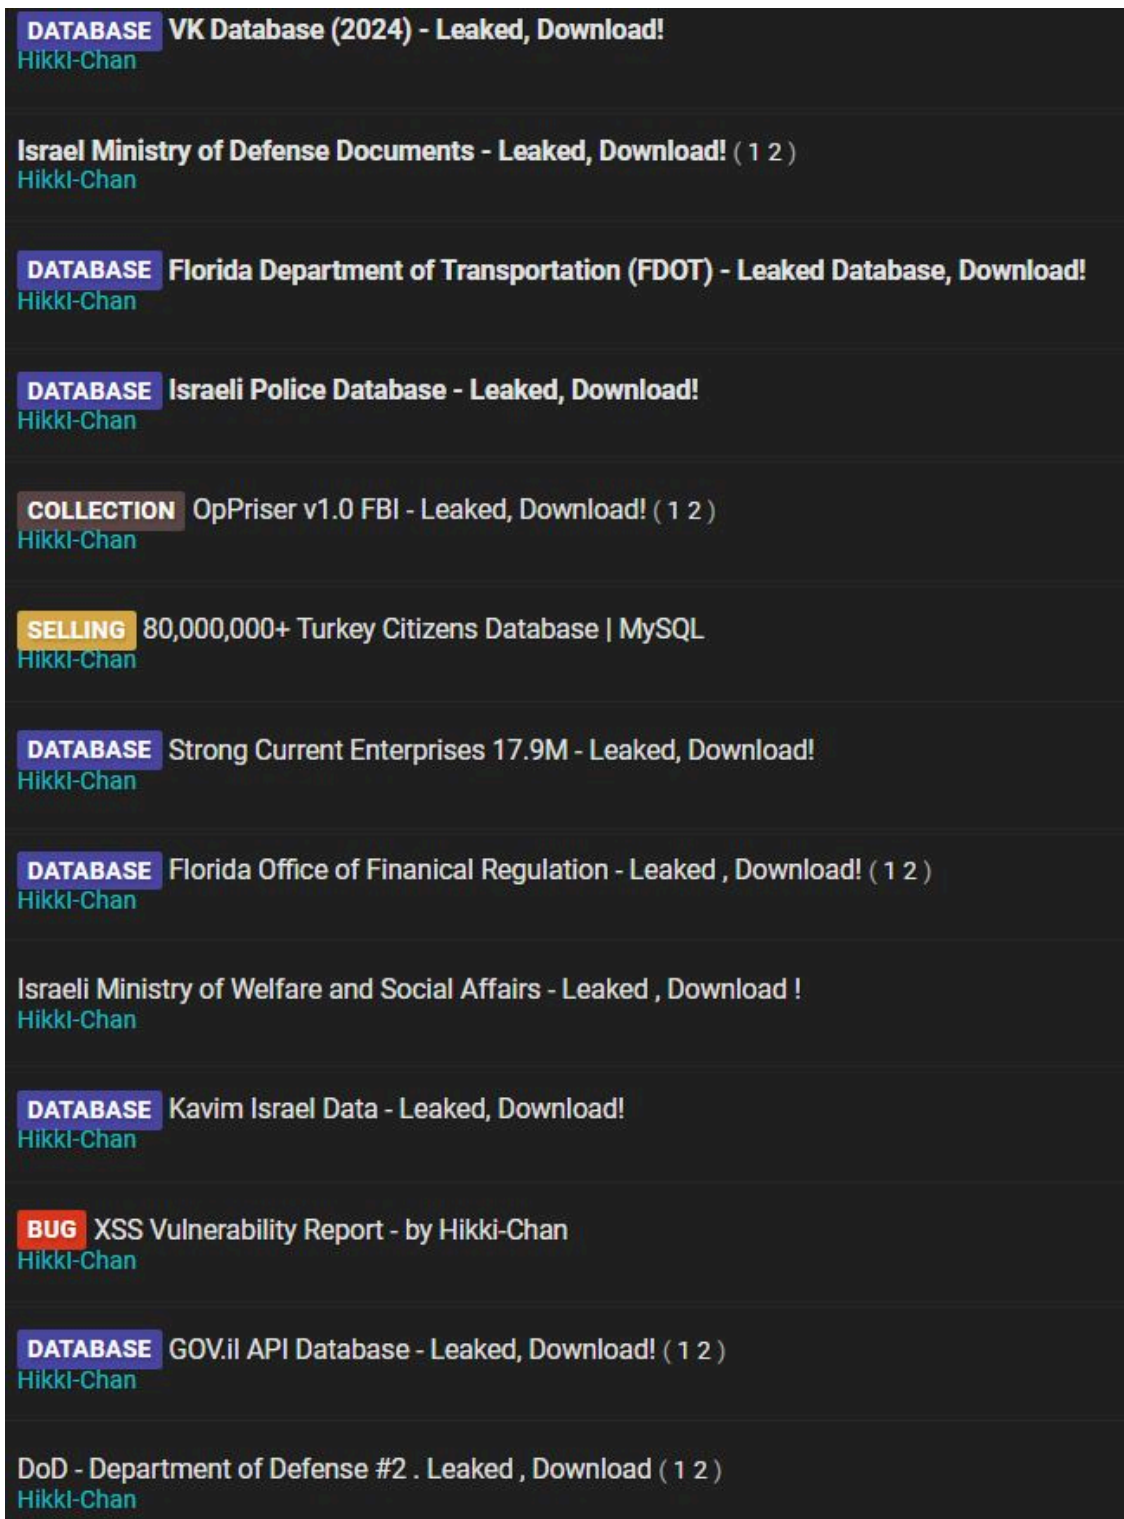 DATABASE VK Database (2024) - Leaked, Download!
HikkI-Chan
Israel Ministry of Defense Documents - Leaked, Download! ( 1 2 )
HikkI-Chan
DATABASE Florida Department of Transportation (FDOT) - Leaked Database, Download!
HikkI-Chan
DATABASE Israeli Police Database - Leaked, Download!
HikkI-Chan
COLLECTION OpPriser v1.0 FBI - Leaked, Download! ( 1 2 )
HikkI-Chan
SELLING 80,000,000+ Turkey Citizens Database | MySQL
HikkI-Chan
DATABASE Strong Current Enterprises 17.9M - Leaked, Download!
HikkI-Chan
DATABASE Florida Office of Finanical Regulation - Leaked , Download! ( 1 2 )
HikkI-Chan
Israeli Ministry of Welfare and Social Affairs - Leaked , Download !
HikkI-Chan
DATABASE Kavim Israel Data - Leaked, Download!
HikkI-Chan
BUG XSS Vulnerability Report - by Hikki-Chan
HikkI-Chan
DATABASE GOV.il API Database - Leaked, Download! ( 1 2 )
HikkI-Chan
DoD - Department of Defense #2 . Leaked , Download ( 1 2 )
HikkI-Chan